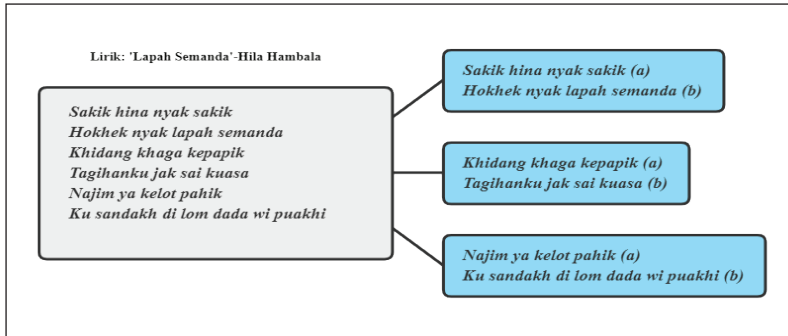 Lirik: 'Lapah Semanda'-Hila Hambala
Sakik hina nyak sakik
Hokhek nyak lapah semanda
Khidang khaga kepapik
Tagihanku jak sai kuasa
Najim ya kelot pahik
Ku sandakh di lom dada wi puakhi
Sakik hina nyak sakik (a)
Hokhek nyak lapah semanda (b)
Khidang khaga kepapik (a)
Tagihanku jak sai kuasa (b)
Najim ya kelot pahik (a)
Ku sandakh di lom dada wi puakhi (b)